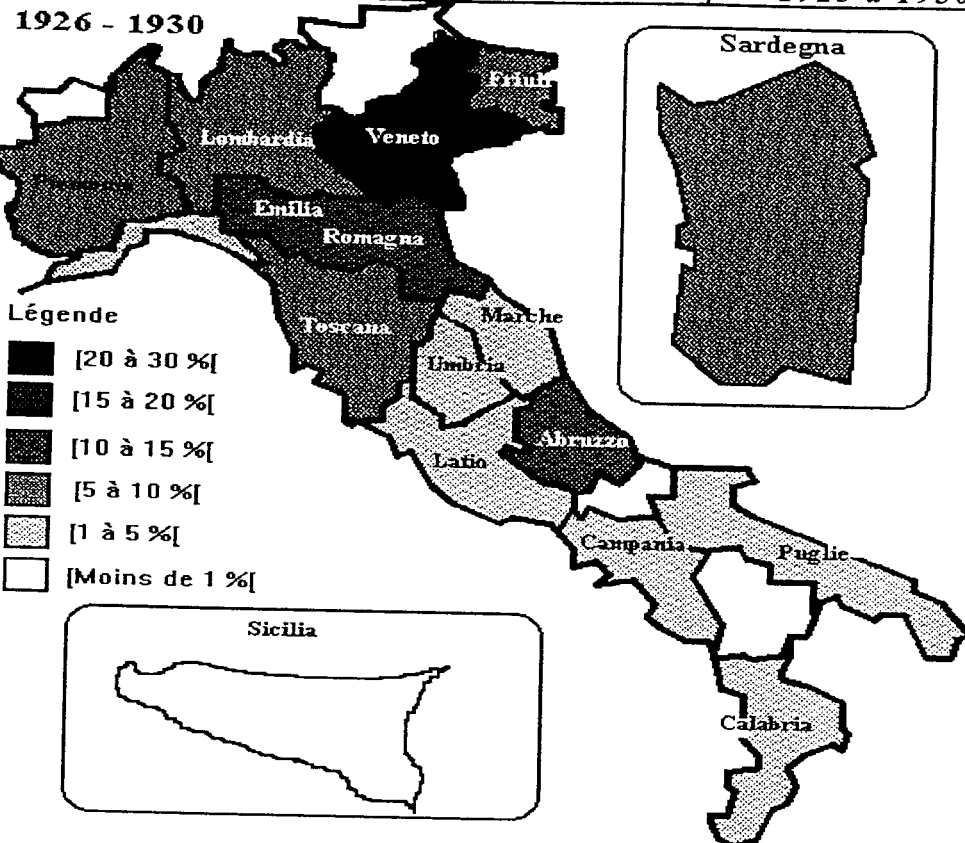 1926 - 1930
Sardegna
Friuli
Lombardia
Veneto
Piemonte
Emilia
Romagna
Légende
Toscana
Marche
Umbria
[20 à 30 %[
[15 à 20 %[
[10 à 15 %[
[5 à 10 %[
[1 à 5 %[
[Moins de 1 %[
Abruzzo
Latio
Campania
Puglie
Sicilia
Calabria